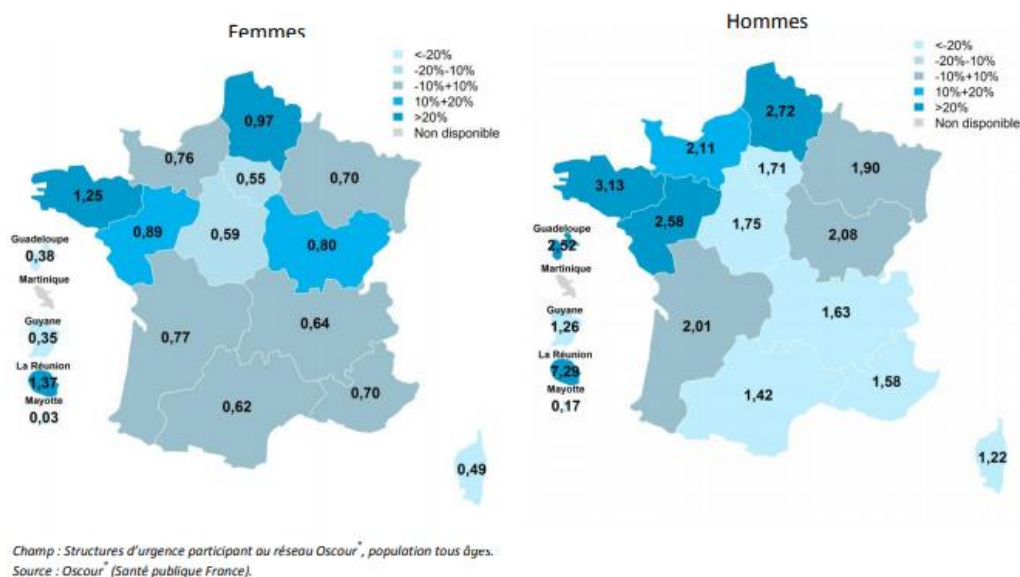 Femmes
<-20%
-20%-10%
-10%+10%
10%+20%
>20%
Non disponible
0,97
0,76
0,55
0,70
1,25
0,89
0,59
0,80
Guadeloupe
0,38
Martinique
Guyane
0,35
0,77
0,64
La Réunion
1,37
Mayotte
0,03
0,62
0,70
0,49
Hommes
<-20%
-20%-10%
-10%+10%
10%+20%
>20%
Non disponible
2,72
2,11
1,71
1,90
3,13
2,58
1,75
2,08
Guadeloupe
2,52
Martinique
Guyane
1,26
2,01
1,63
La Réunion
7,29
Mayotte
0,17
1,42
1,58
1,22
Champ : Structures d'urgence participant au réseau Oscour®, population tous âges.
Source : Oscour® (Santé publique France).